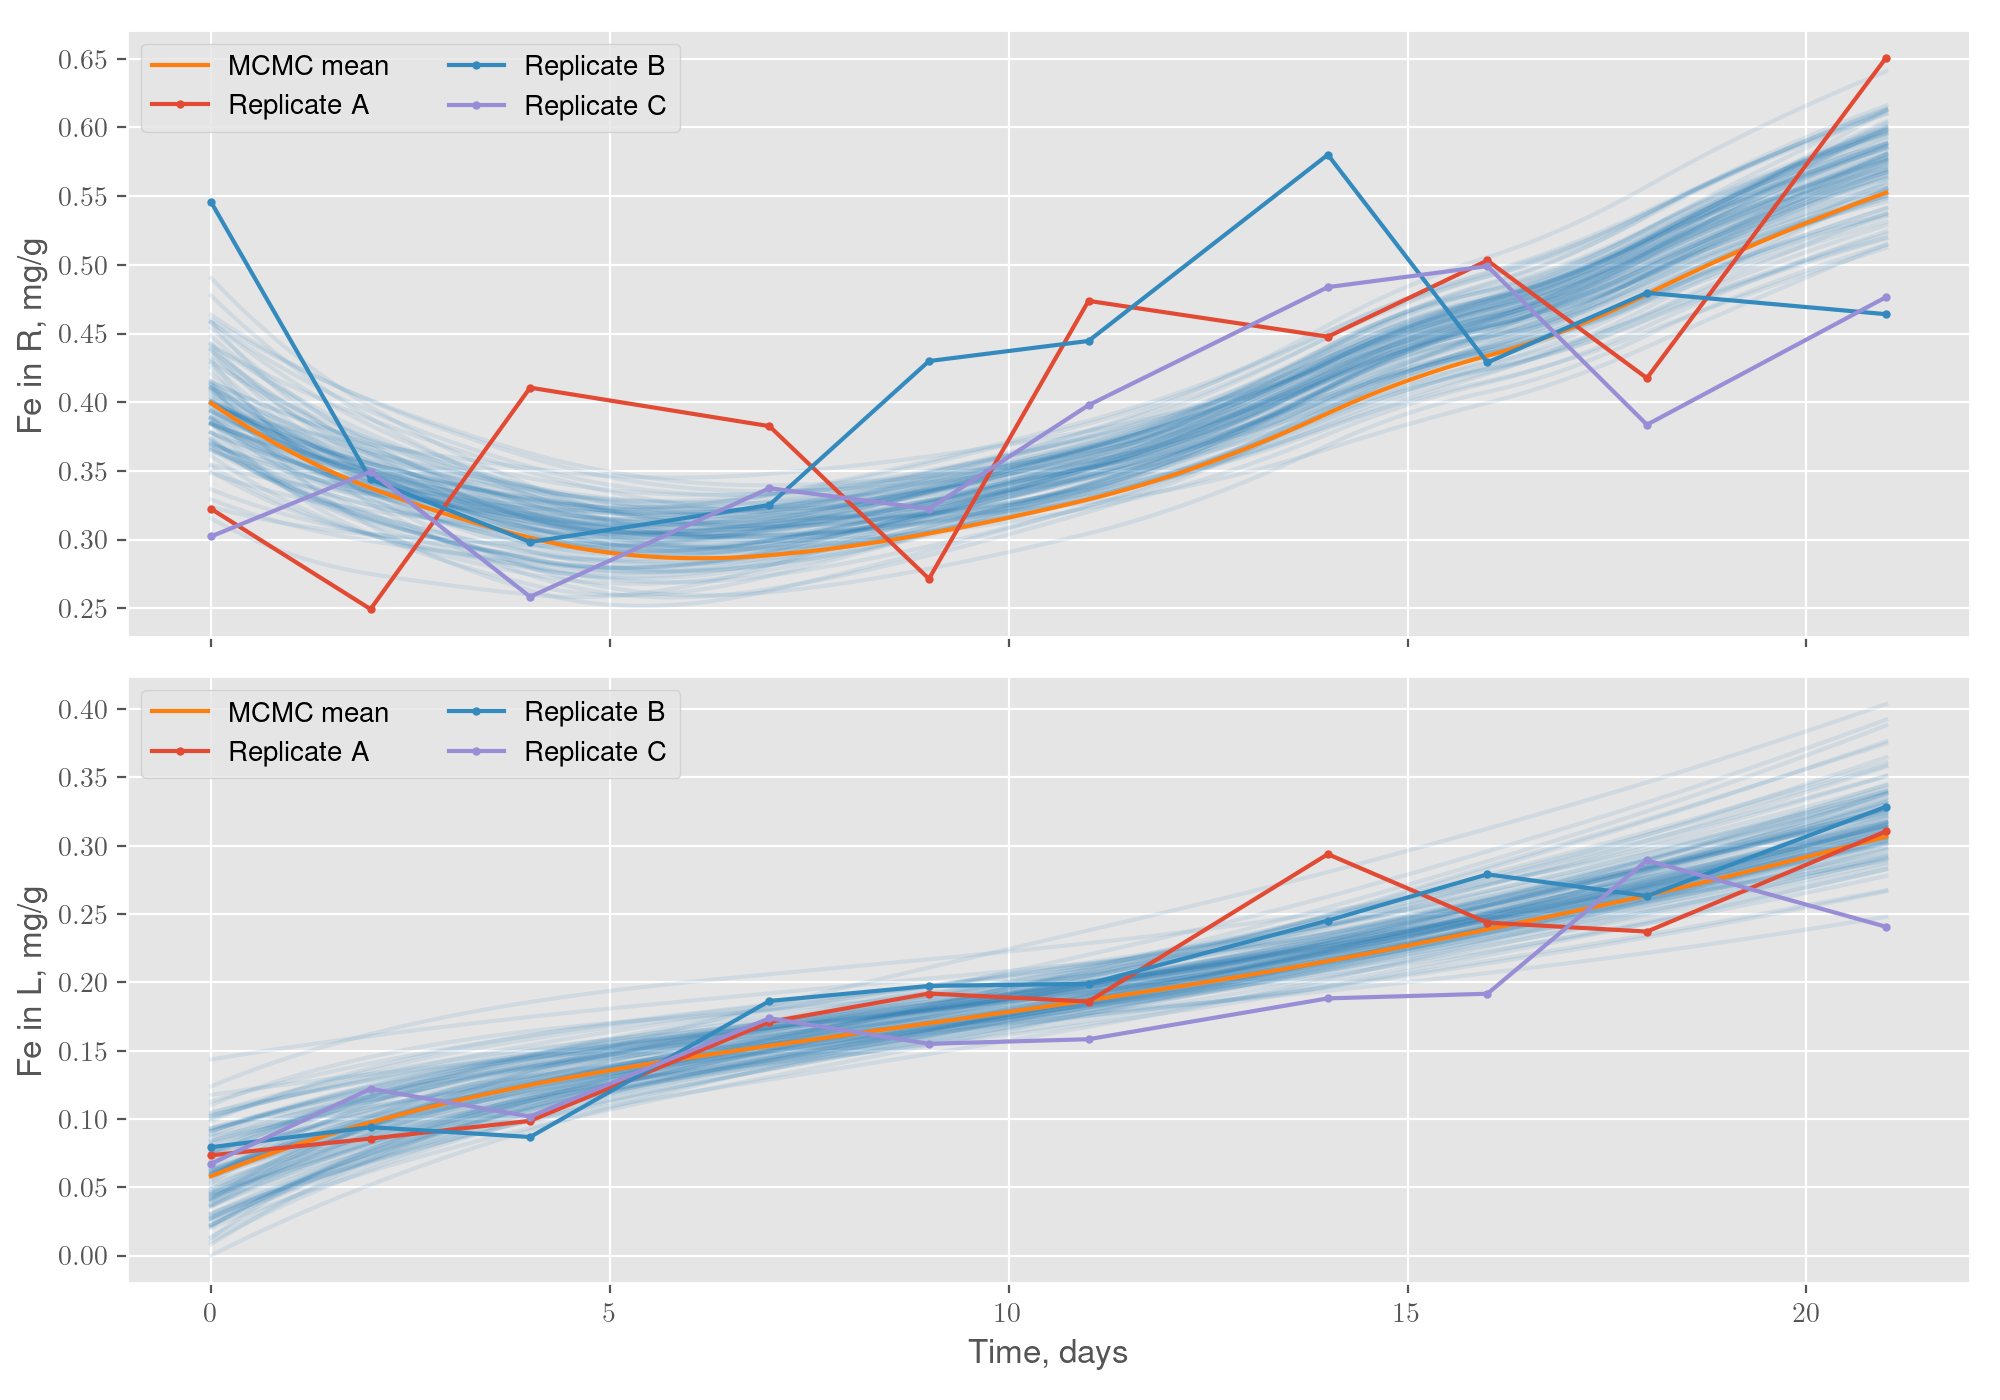 MCMC mean
Replicate A
Replicate B
Replicate C
Fe in R, mg/g
0.65
0.60
0.55
0.50
0.45
0.40
0.35
0.30
0.25
MCMC mean
Replicate A
Replicate B
Replicate C
Fe in L, mg/g
0.40
0.35
0.30
0.25
0.20
0.15
0.10
0.05
0.00
0 5 10 15 20
Time, days